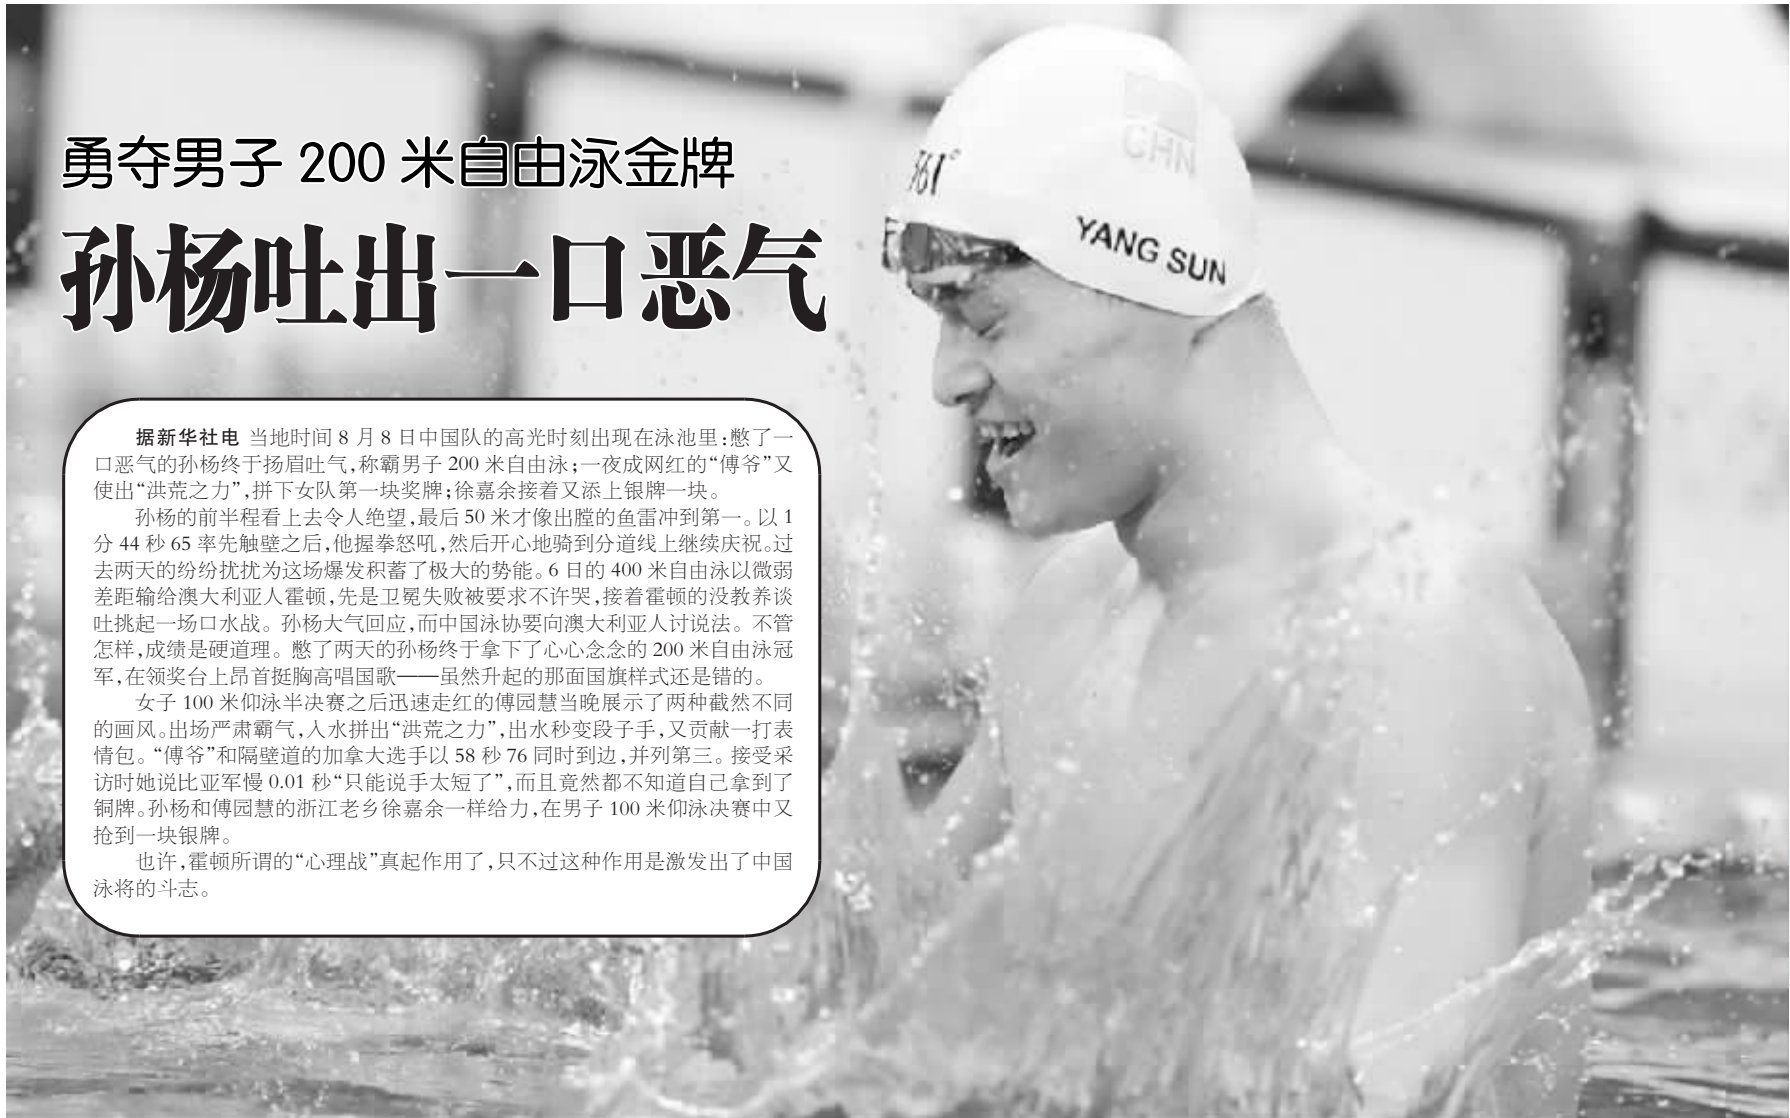 勇夺男子 200 米自由泳金牌
孙杨吐出一口恶气
361°
CHN
YANG SUN
据新华社电 当地时间 8 月 8 日中国队的高光时刻出现在泳池里:憋了一
口恶气的孙杨终于扬眉吐气,称霸男子 200 米自由泳;一夜成网红的“傅爷”又
使出“洪荒之力”,拼下女队第一块奖牌;徐嘉余接着又添上银牌一块。
孙杨的前半程看上去令人绝望,最后 50 米才像出膛的鱼雷冲到第一。以 1
分 44 秒 65 率先触壁之后,他握拳怒吼,然后开心地骑到分道线上继续庆祝。过
去两天的纷纷扰扰为这场爆发积蓄了极大的势能。6 日的 400 米自由泳以微弱
差距输给澳大利亚人霍顿,先是卫冕失败被要求不许哭,接着霍顿的没教养谈
吐挑起一场口水战。孙杨大气回应,而中国泳协要向澳大利亚人讨说法。不管
怎样,成绩是硬道理。憋了两天的孙杨终于拿下了心心念念的 200 米自由泳冠
军,在领奖台上昂首挺胸高唱国歌——虽然升起的那面国旗样式还是错的。
女子 100 米仰泳半决赛之后迅速走红的傅园慧当晚展示了两种截然不同
的画风。出场严肃霸气,入水拼出“洪荒之力”,出水秒变段子手,又贡献一打表
情包。“傅爷”和隔壁道的加拿大选手以 58 秒 76 同时到边,并列第三。接受采
访时她说比亚军慢 0.01 秒“只能说手太短了”,而且竟然都不知道自己拿到了
铜牌。孙杨和傅园慧的浙江老乡徐嘉余一样给力,在男子 100 米仰泳决赛中又
抢到一块银牌。
也许,霍顿所谓的“心理战”真起作用了,只不过这种作用是激发出了中国
泳将的斗志。